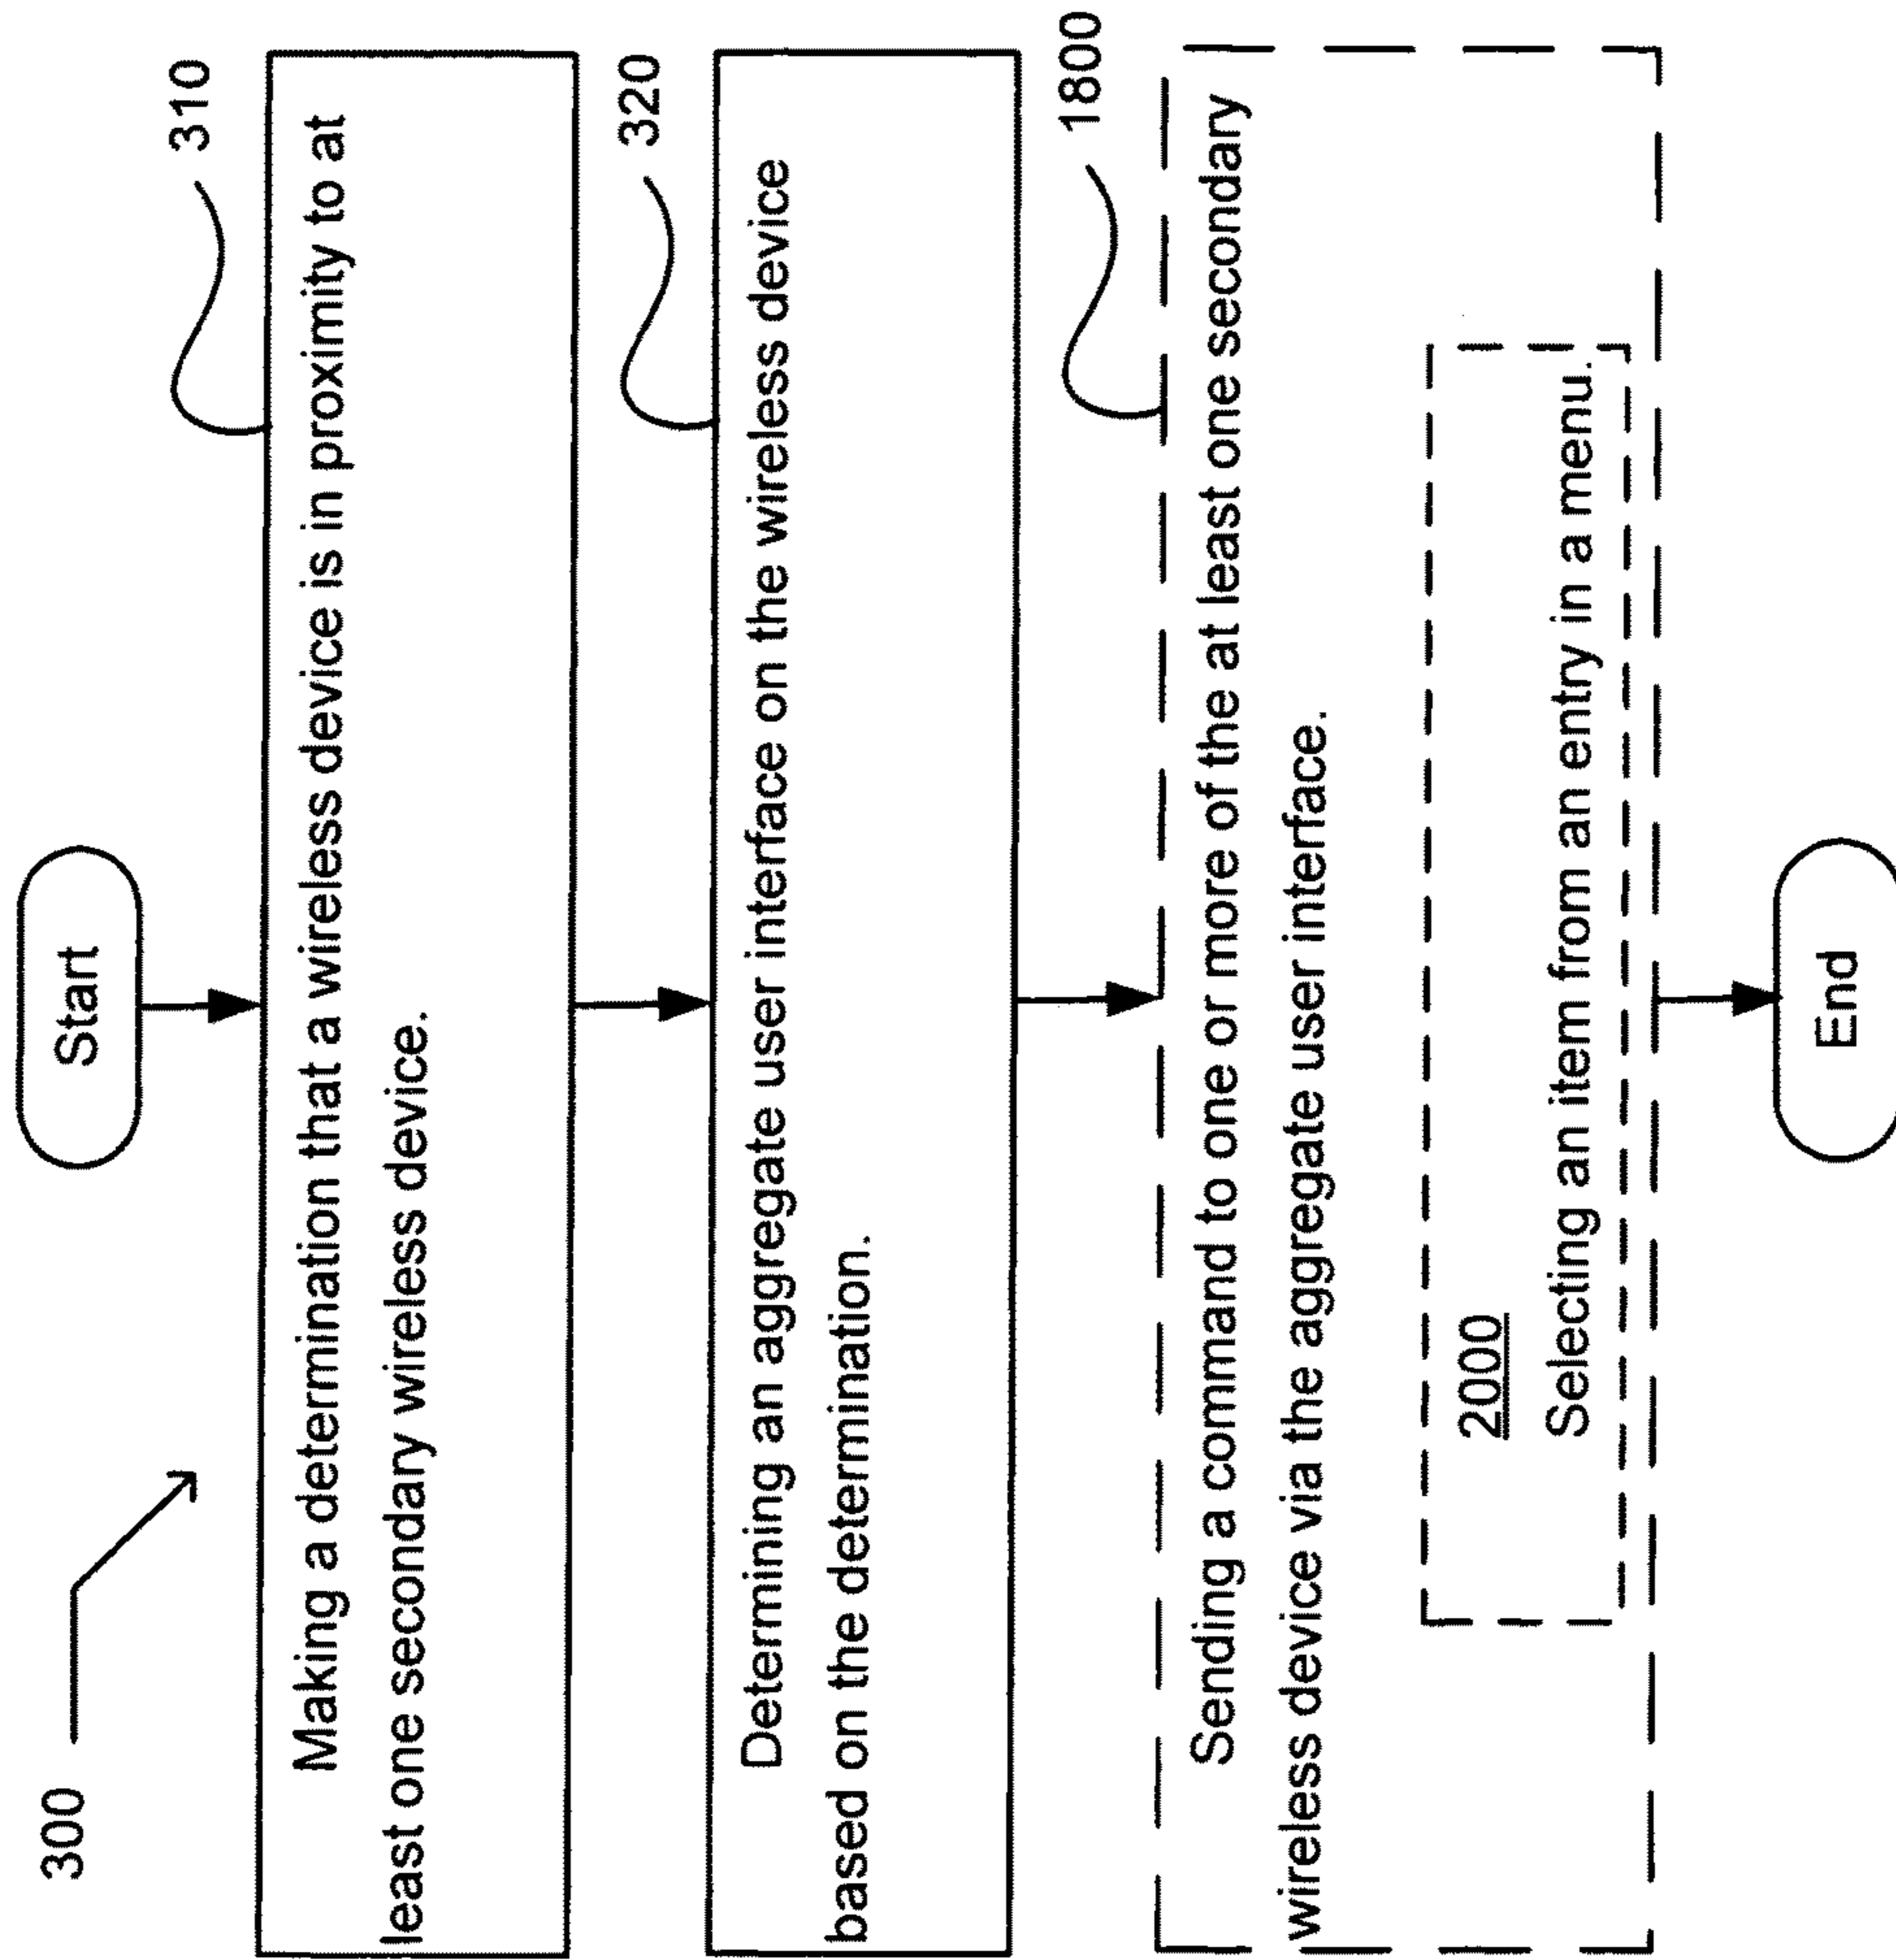 300
Start
310
Making a determination that a wireless device is in proximity to at
least one secondary wireless device.
320
Determining an aggregate user interface on the wireless device
based on the determination.
1800
Sending a command to one or more of the at least one secondary
wireless device via the aggregate user interface.
2000
Selecting an item from an entry in a menu.
End